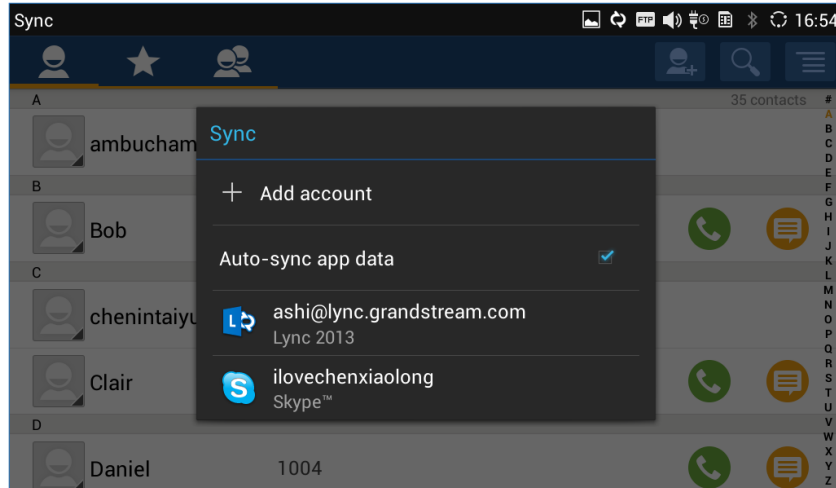 Sync
FTP
16:54
A
35 contacts
#
ambucham
Sync
Add account
B
Bob
Auto-sync app data
C
chenintaiyu
ashi@lync.grandstream.com
Lync 2013
Clair
ilovechenxiaolong
Skype™
D
Daniel 1004
A
B
C
D
E
F
G
H
I
J
K
L
M
N
O
P
Q
R
S
T
U
V
W
X
Y
Z